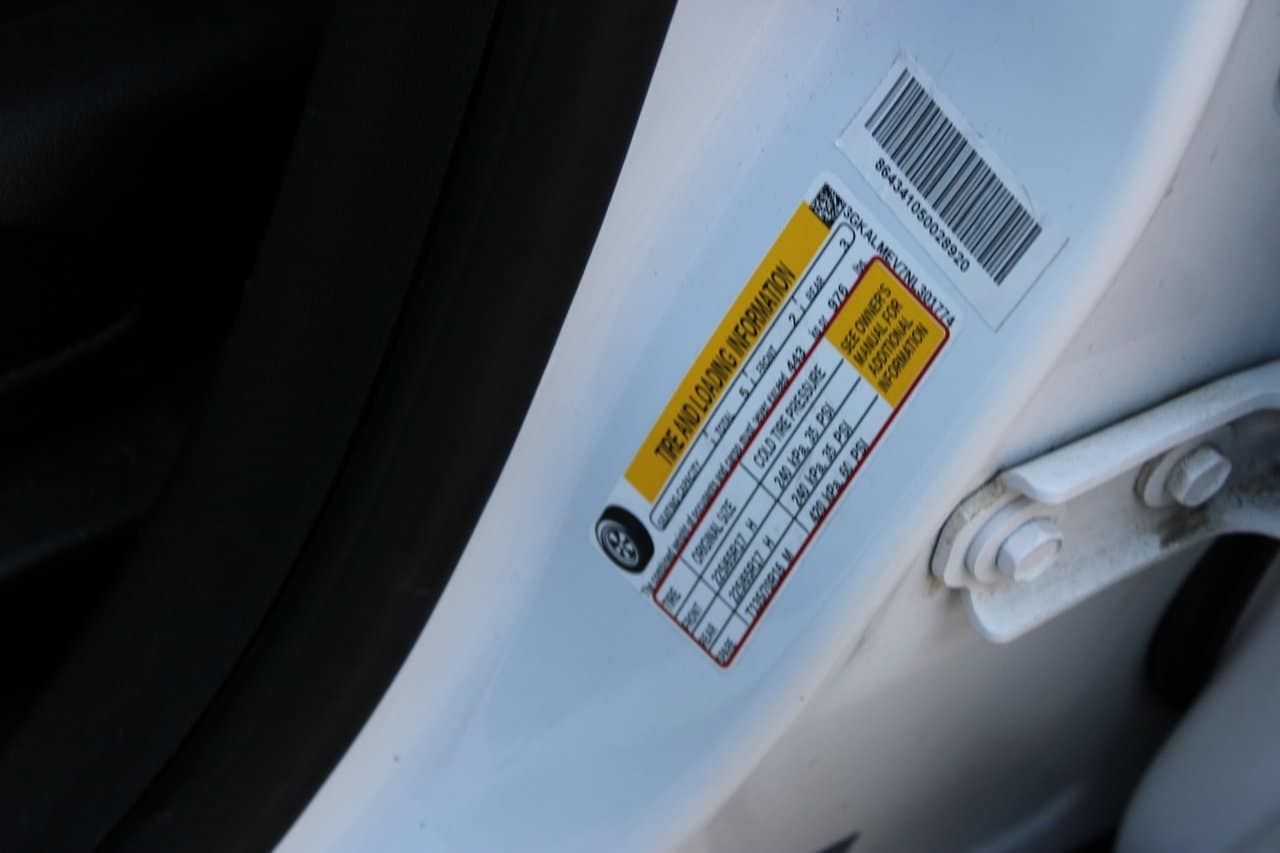 864341050028920
3GKALMEV7NL301774
TIRE AND LOADING INFORMATION
SEATING CAPACITY TOTAL 5 FRONT 2 REAR 3
The combined weight of occupants and cargo must never exceed 443 kg or 976 lbs
TIRE ORIGINAL SIZE COLD TIRE PRESSURE
FRONT 225/65R17 H 240 kPa, 35 PSI
REAR 225/65R17 H 240 kPa, 35 PSI
SPARE T135/70R16 M 420 kPa, 60 PSI
SEE OWNER'S
MANUAL FOR
ADDITIONAL
INFORMATION